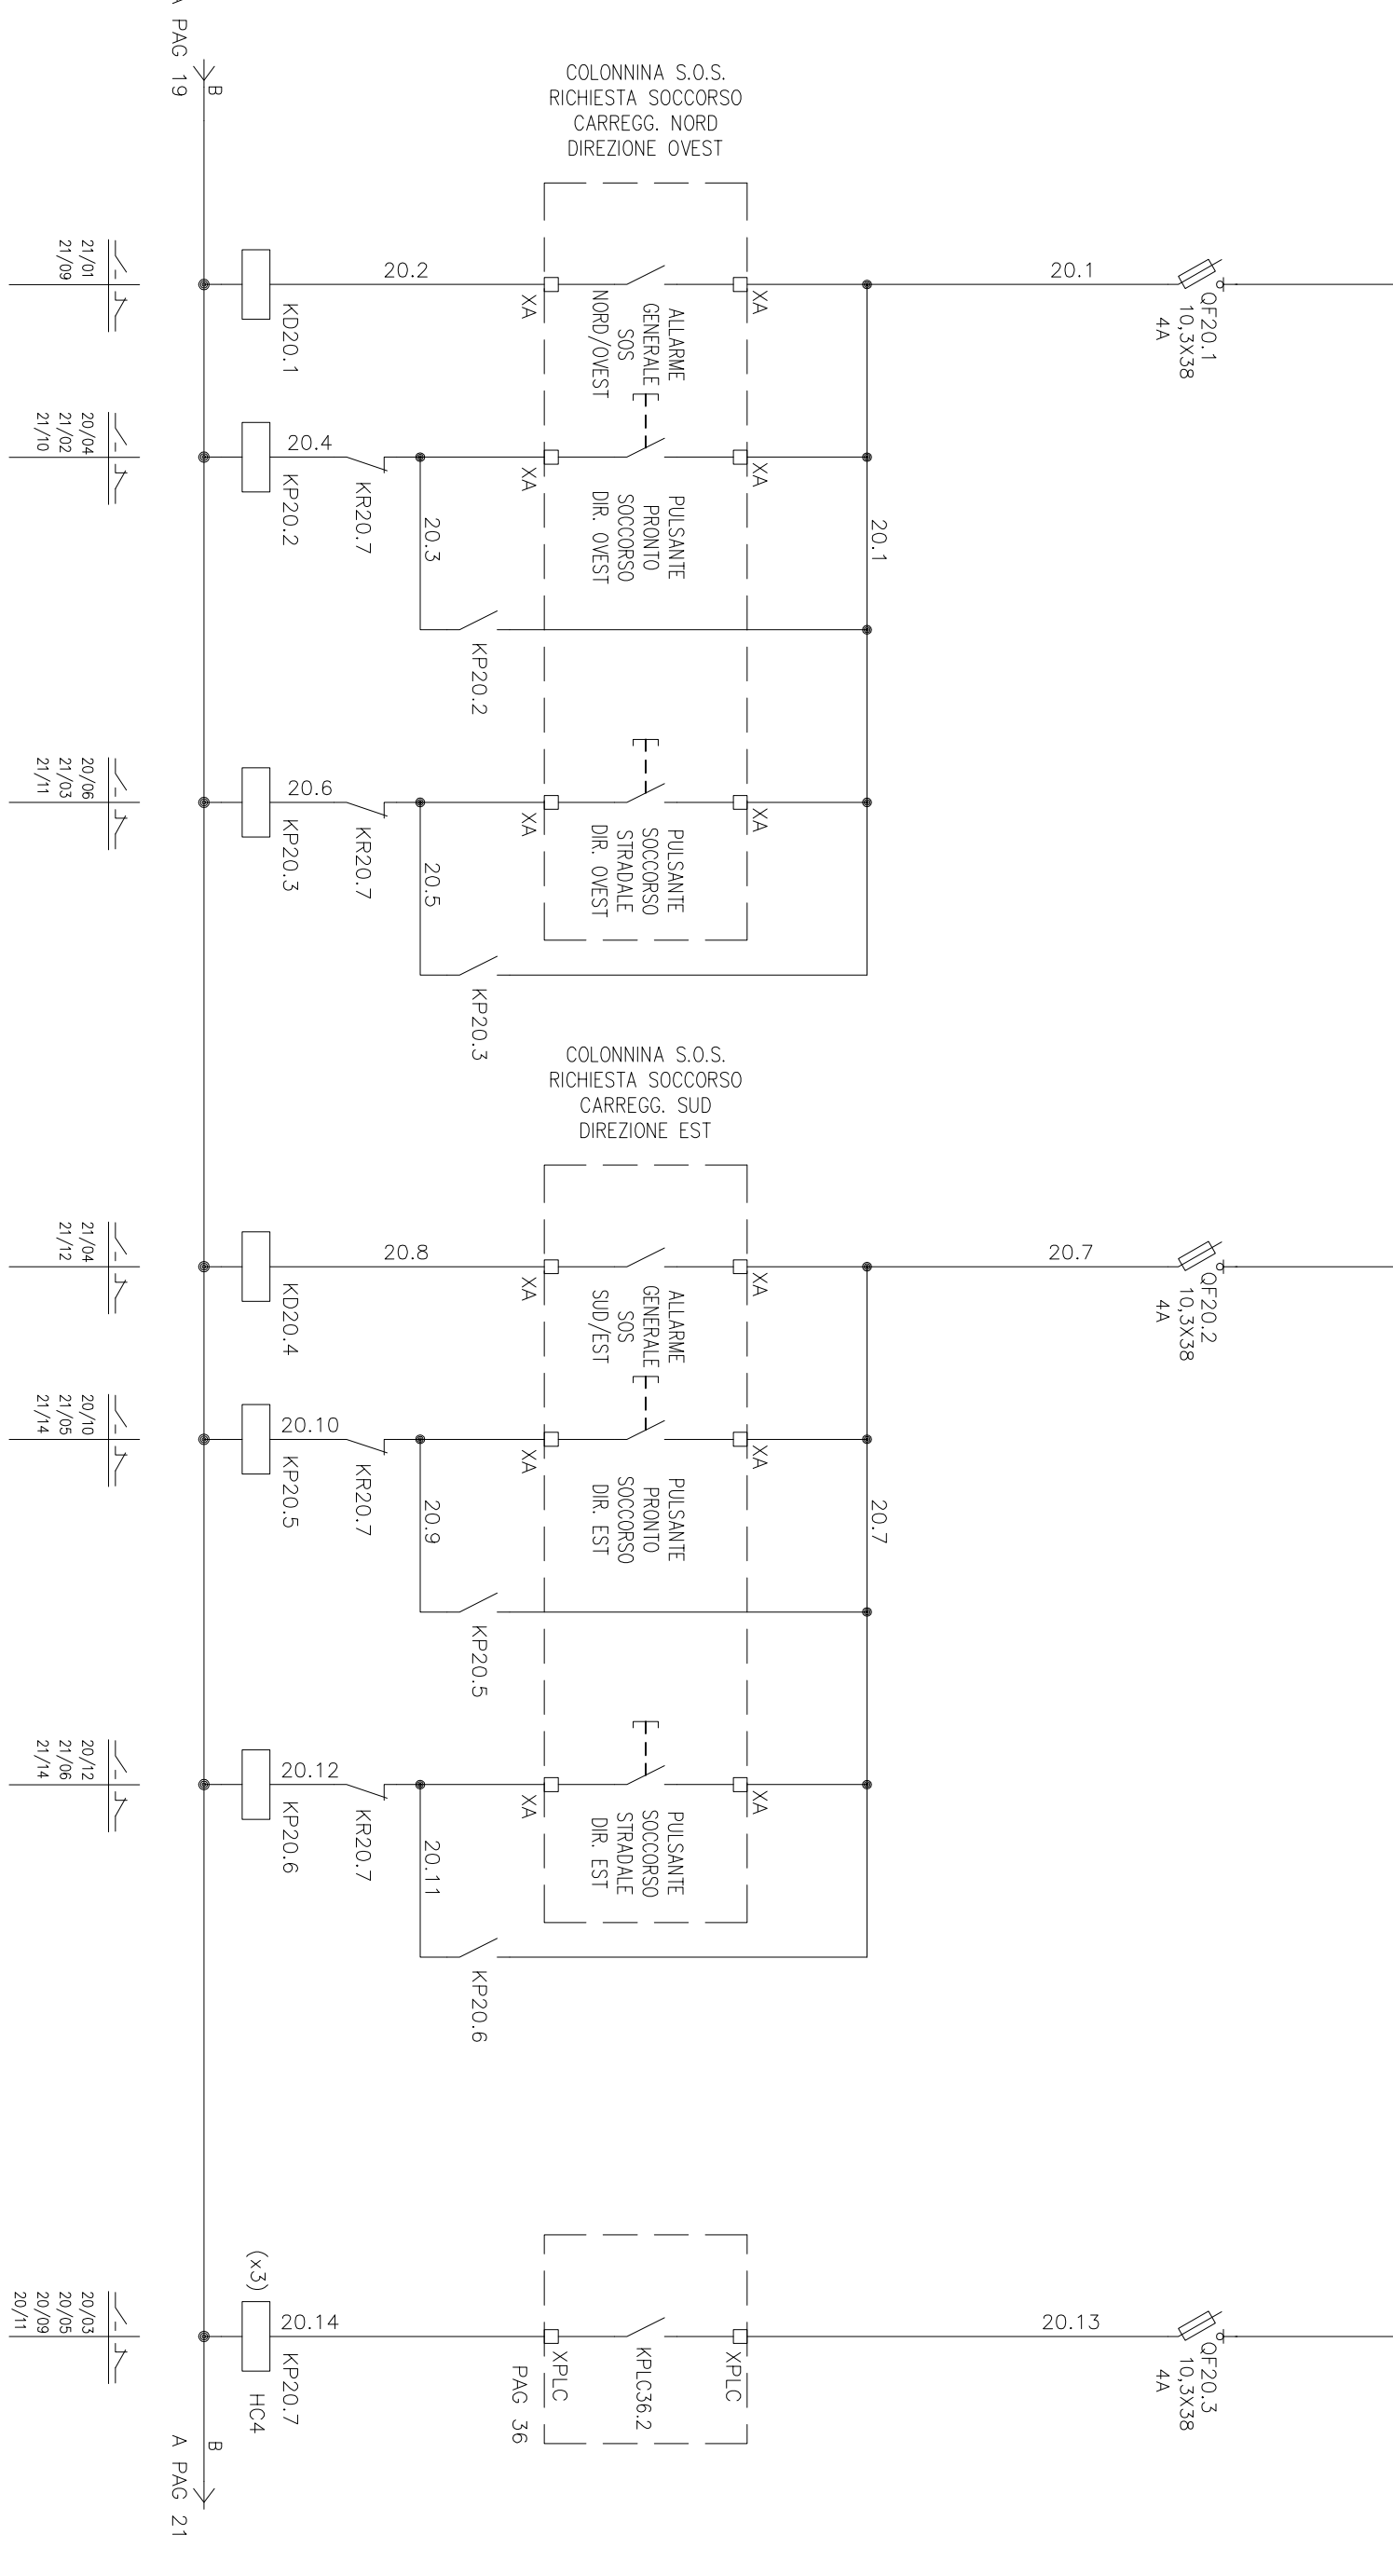 A PAG 19
B
COLONNINA S.O.S.
RICHIESTA SOCCORSO
CARREGG. NORD
DIREZIONE OVEST
QF20.1
10,3X38
4A
20.1
20.1
XA
XA
XA
ALLARME
GENERALE
SOS
NORD/OVEST
PULSANTE
PRONTO
SOCCORSO
DIR. OVEST
PULSANTE
SOCCORSO
STRADALE
DIR. OVEST
XA
XA
XA
20.2
20.3
20.5
KP20.2
KP20.3
KR20.7
KR20.7
20.4
20.6
KD20.1
KP20.2
KP20.3
21/01
21/09
20/04
21/02
21/10
20/06
21/03
21/11
COLONNINA S.O.S.
RICHIESTA SOCCORSO
CARREGG. SUD
DIREZIONE EST
QF20.2
10,3X38
4A
20.7
20.7
XA
XA
XA
ALLARME
GENERALE
SOS
SUD/EST
PULSANTE
PRONTO
SOCCORSO
DIR. EST
PULSANTE
SOCCORSO
STRADALE
DIR. EST
XA
XA
XA
20.8
20.9
20.11
KP20.5
KP20.6
KR20.7
KR20.7
20.10
20.12
KD20.4
KP20.5
KP20.6
21/04
21/12
20/10
21/05
21/14
20/12
21/06
21/14
QF20.3
10,3X38
4A
20.13
XPLC
KPLC36.2
XPLC
PAG 36
20.14
(x3)
KP20.7
HC4
20/03
20/05
20/09
20/11
B
A PAG 21